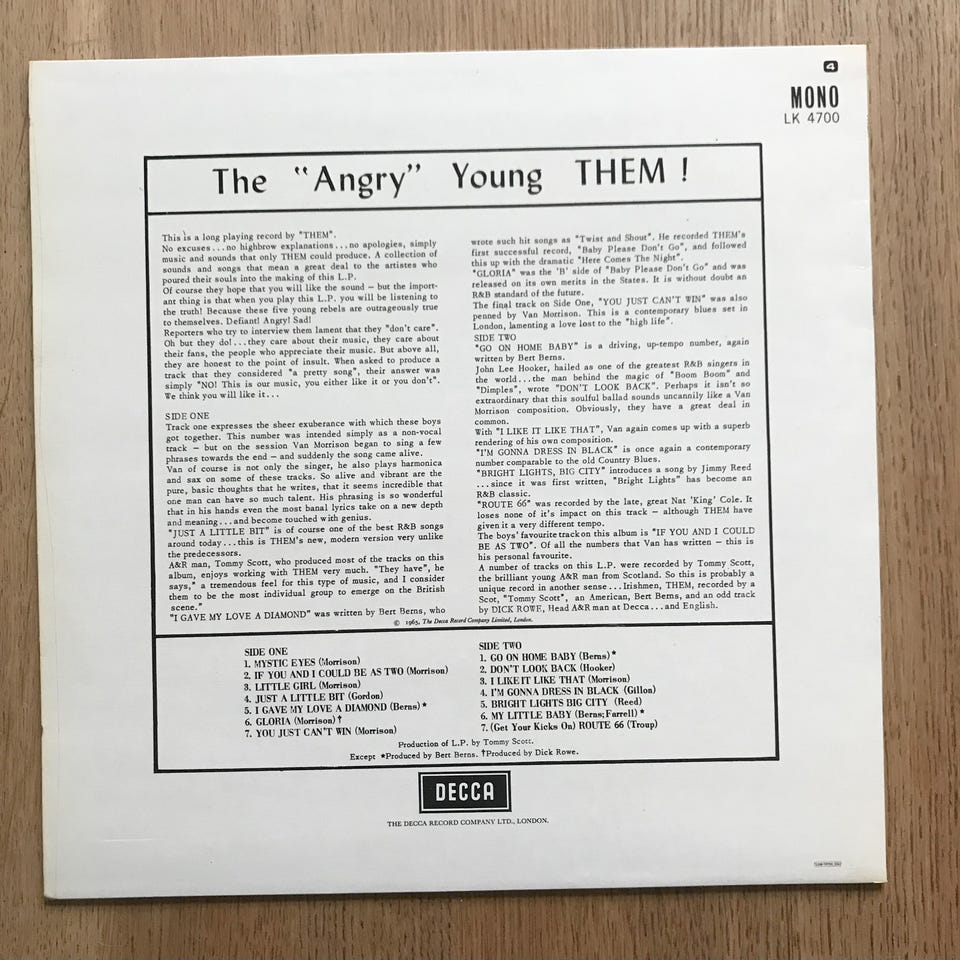 4
MONO
LK 4700
The "Angry" Young THEM !
This is a long playing record by "THEM".
No excuses...no highbrow explanations...no apologies, simply
music and sounds that only THEM could produce. A collection of
sounds and songs that mean a great deal to the artistes who
poured their souls into the making of this L.P.
Of course they hope that you will like the sound – but the import-
ant thing is that when you play this L.P. you will be listening to
the truth! Because these five young rebels are outrageously true
to themselves. Defiant! Angry! Sad!
Reporters who try to interview them lament that they "don't care".
Oh but they do!...they care about their music, they care about
their fans, the people who appreciate their music. But above all,
they are honest to the point of insult. When asked to produce a
track that they considered "a pretty song", their answer was
simply "NO! This is our music, you either like it or you don't".
We think you will like it...
SIDE ONE
Track one expresses the sheer exuberance with which these boys
got together. This number was intended simply as a non-vocal
track – but on the session Van Morrison began to sing a few
phrases towards the end – and suddenly the song came alive.
Van of course is not only the singer, he also plays harmonica
and sax on some of these tracks. So alive and vibrant are the
pure, basic thoughts that he writes, that it seems incredible that
one man can have so much talent. His phrasing is so wonderful
that in his hands even the most banal lyrics take on a new depth
and meaning...and become touched with genius.
"JUST A LITTLE BIT" is of course one of the best R&B songs
around today...this is THEM's new, modern version very unlike
the predecessors.
A&R man, Tommy Scott, who produced most of the tracks on this
album, enjoys working with THEM very much. "They have", he
says," a tremendous feel for this type of music, and I consider
them to be the most individual group to emerge on the British
scene."
"I GAVE MY LOVE A DIAMOND" was written by Bert Berns, who
wrote such hit songs as "Twist and Shout". He recorded THEM's
first successful record, "Baby Please Don't Go", and followed
this up with the dramatic "Here Comes The Night".
"GLORIA" was the 'B' side of "Baby Please Don't Go" and was
released on its own merits in the States. It is without doubt an
R&B standard of the future.
The final track on Side One, "YOU JUST CAN'T WIN" was also
penned by Van Morrison. This is a contemporary blues set in
London, lamenting a love lost to the "high life".
SIDE TWO
"GO ON HOME BABY" is a driving, up-tempo number, again
written by Bert Berns.
John Lee Hooker, hailed as one of the greatest R&B singers in
the world...the man behind the magic of "Boom Boom" and
"Dimples", wrote "DON'T LOOK BACK". Perhaps it isn't so
extraordinary that this soulful ballad sounds uncannily like a Van
Morrison composition. Obviously, they have a great deal in
common.
With "I LIKE IT LIKE THAT", Van again comes up with a superb
rendering of his own composition.
"I'M GONNA DRESS IN BLACK" is once again a contemporary
number comparable to the old Country Blues.
"BRIGHT LIGHTS, BIG CITY" introduces a song by Jimmy Reed
...since it was first written, "Bright Lights" has become an
R&B classic.
"ROUTE 66" was recorded by the late, great Nat 'King' Cole. It
loses none of it's impact on this track – although THEM have
given it a very different tempo.
The boys' favourite track on this album is "IF YOU AND I COULD
BE AS TWO". Of all the numbers that Van has written – this is
his personal favourite.
A number of tracks on this L.P. were recorded by Tommy Scott,
the brilliant young A&R man from Scotland. So this is probably a
unique record in another sense...Irishmen, THEM, recorded by a
Scot, "Tommy Scott", an American, Bert Berns, and an odd track
by DICK ROWE, Head A&R man at Decca...and English.
© 1965, The Decca Record Company Limited, London.
SIDE ONE
1. MYSTIC EYES (Morrison)
2. IF YOU AND I COULD BE AS TWO (Morrison)
3. LITTLE GIRL (Morrison)
4. JUST A LITTLE BIT (Gordon)
5. I GAVE MY LOVE A DIAMOND (Berns)*
6. GLORIA (Morrison)†
7. YOU JUST CAN'T WIN (Morrison)
SIDE TWO
1. GO ON HOME BABY (Berns)*
2. DON'T LOOK BACK (Hooker)
3. I LIKE IT LIKE THAT (Morrison)
4. I'M GONNA DRESS IN BLACK (Gillon)
5. BRIGHT LIGHTS BIG CITY (Reed)
6. MY LITTLE BABY (Berns; Farrell)*
7. (Get Your Kicks On) ROUTE 66 (Troup)
Production of L.P. by Tommy Scott.
Except *Produced by Bert Berns. †Produced by Dick Rowe.
DECCA
THE DECCA RECORD COMPANY LTD., LONDON.